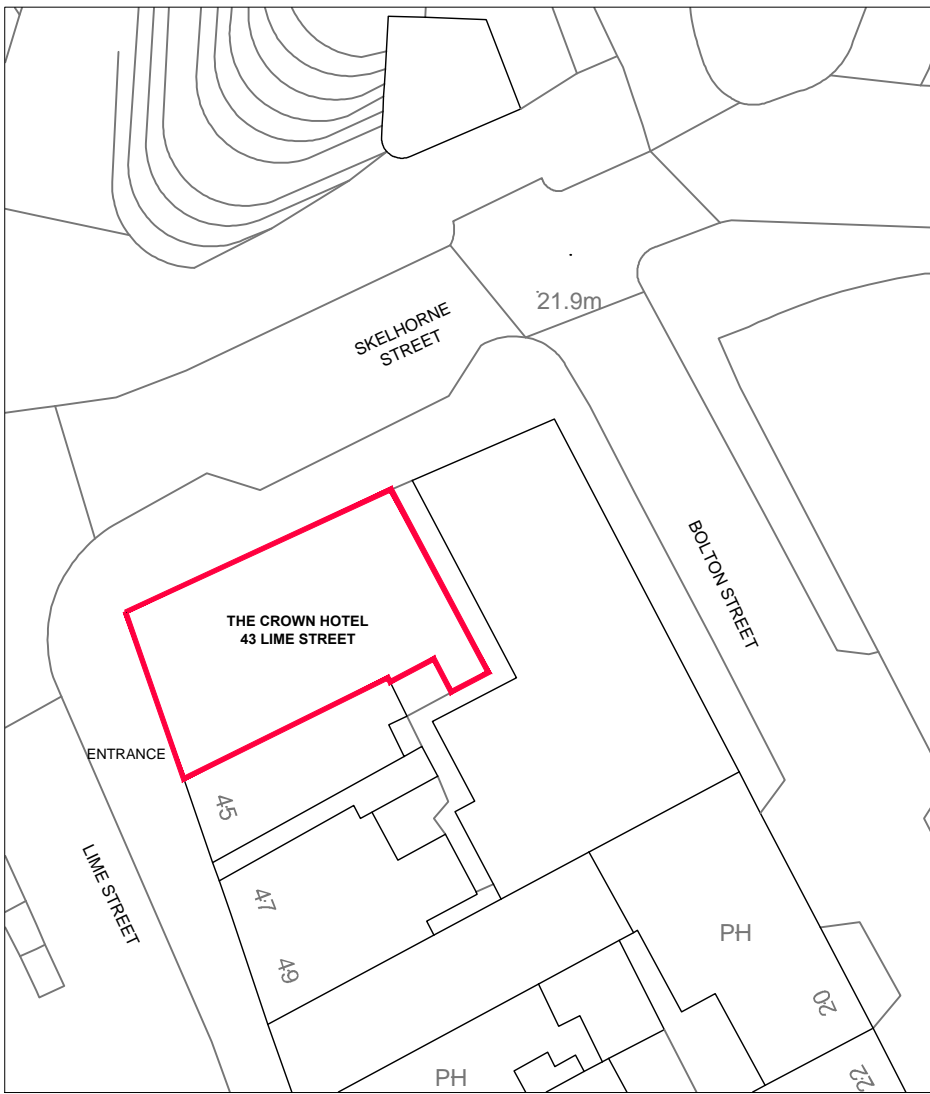 21.9m
SKELHORNE
STREET
BOLTON STREET
THE CROWN HOTEL
43 LIME STREET
ENTRANCE
45
LIME STREET
47
PH
49
20
PH
22